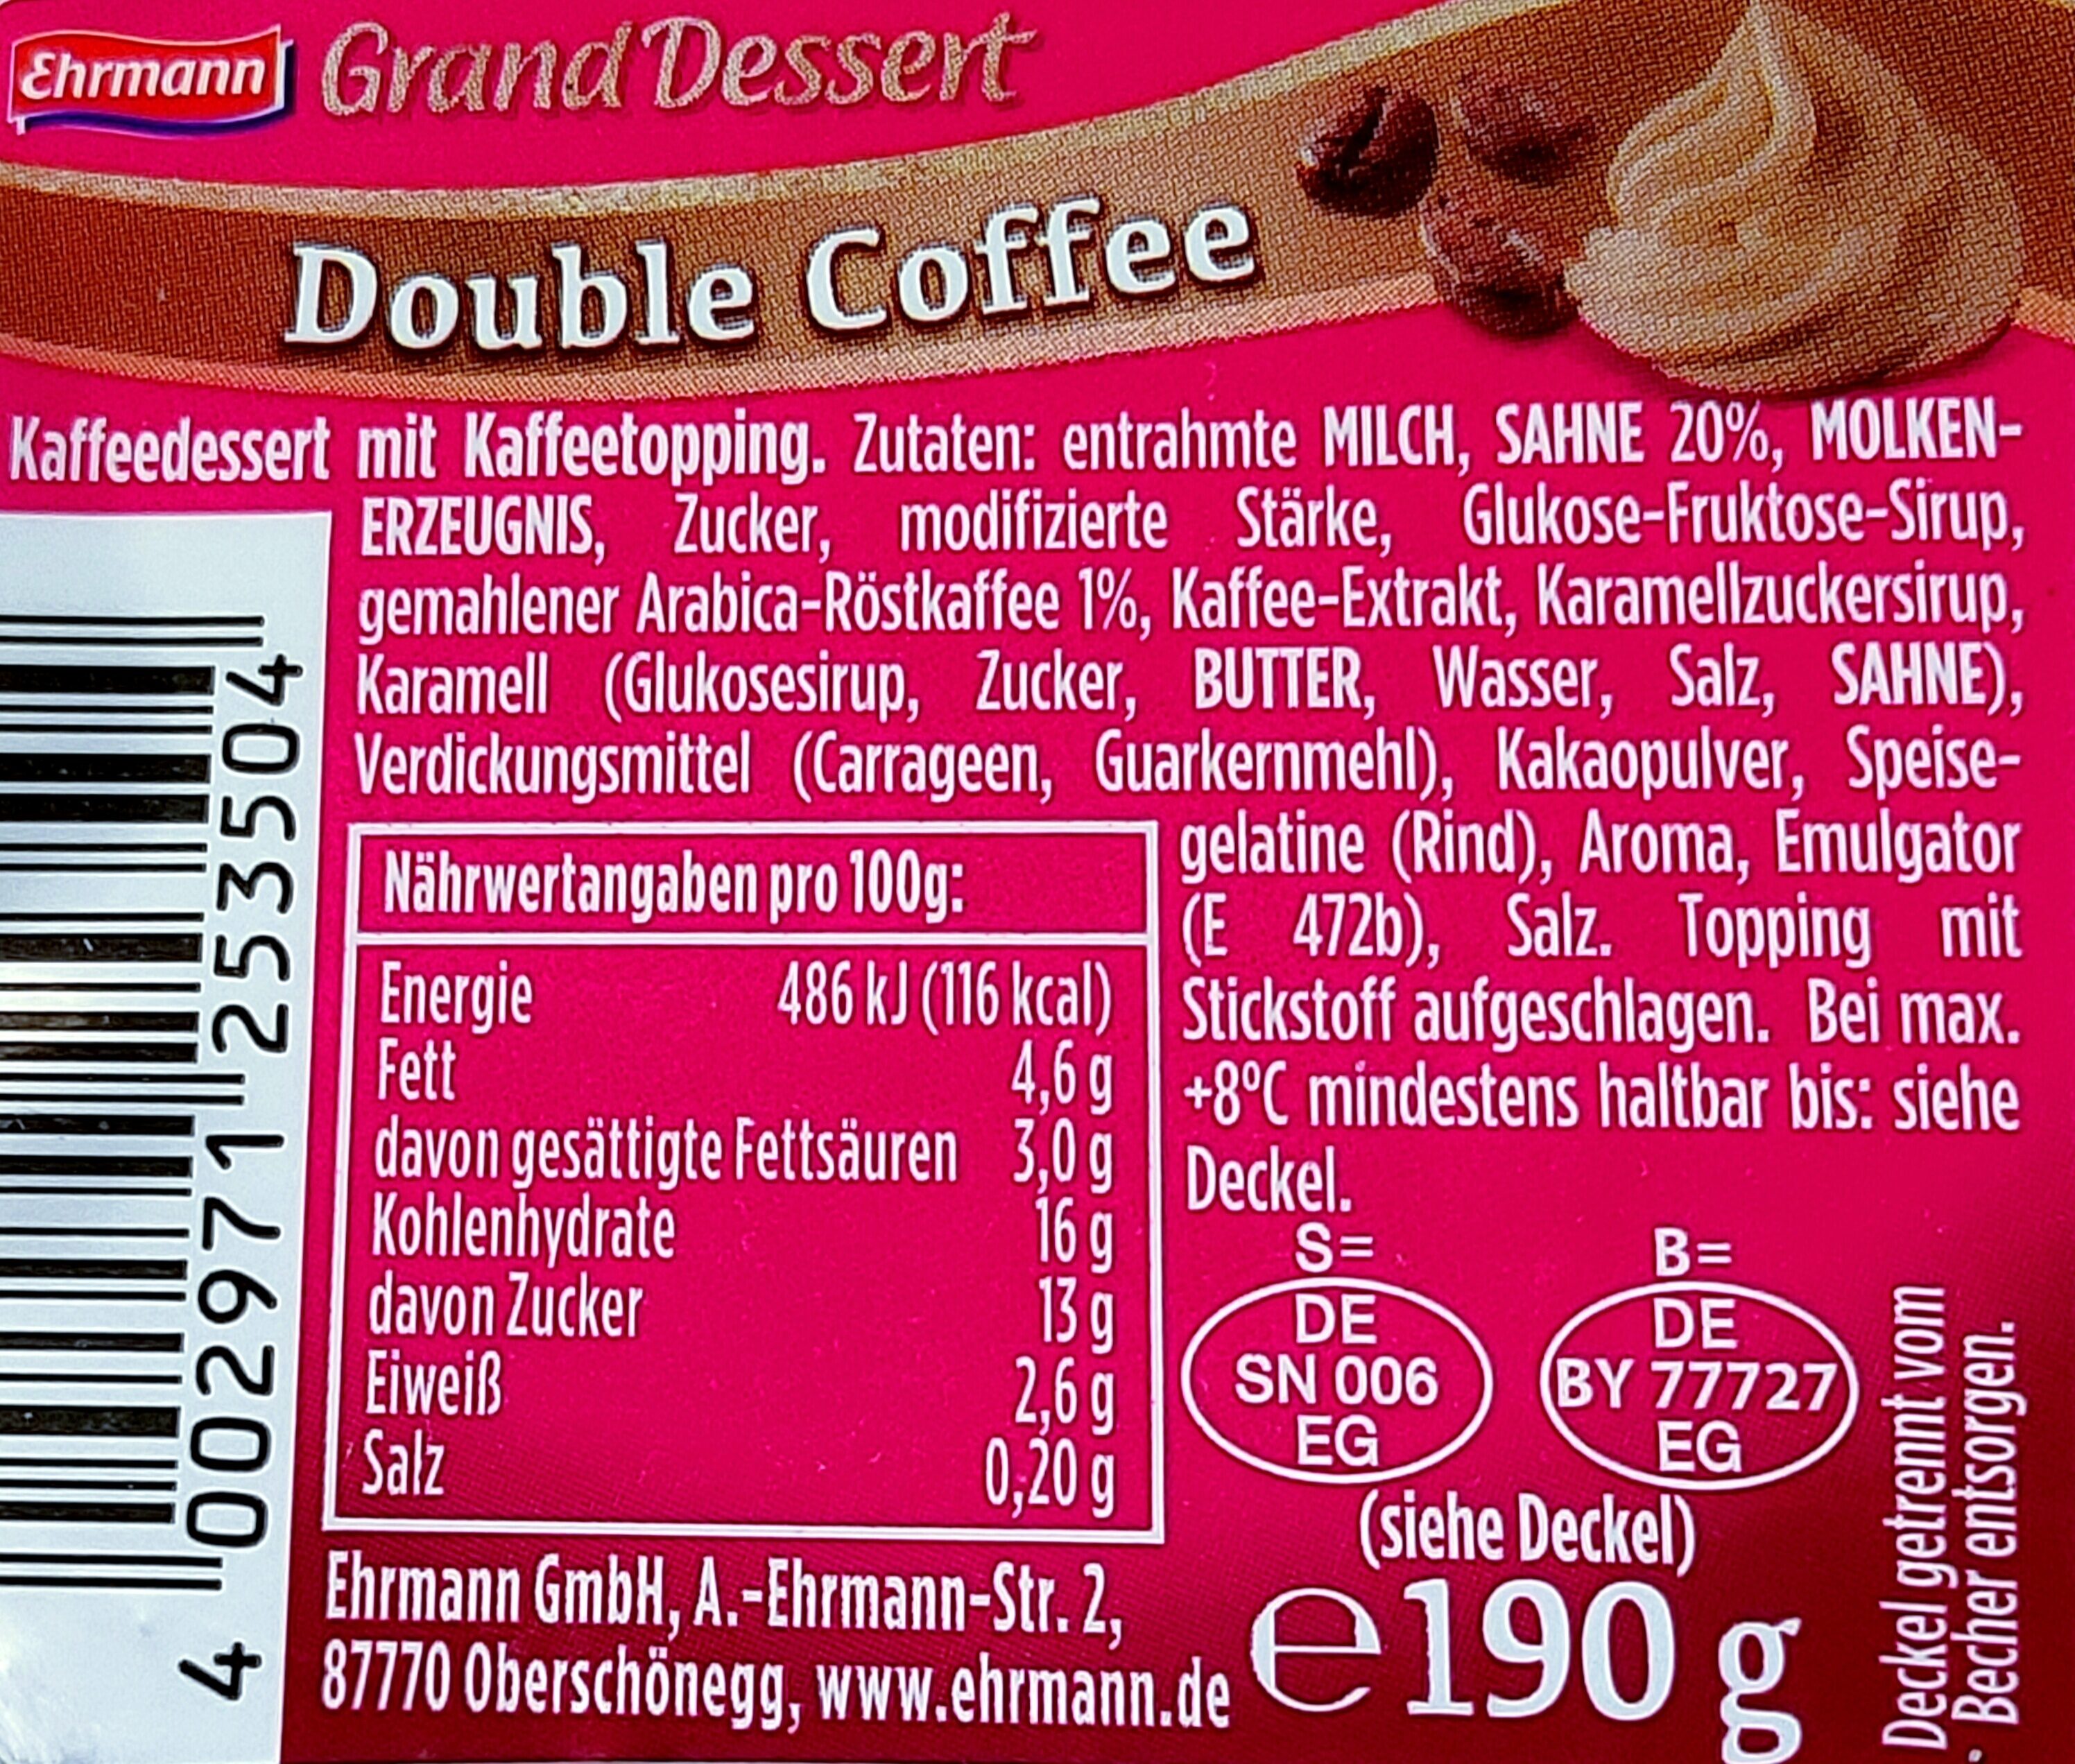 Ehrmann Grand Dessert
Double Coffee
Kaffeedessert mit Kaffeetopping. Zutaten: entrahmte MILCH, SAHNE 20%, MOLKEN-
ERZEUGNIS, Zucker, modifizierte Stärke, Glukose-Fruktose-Sirup,
gemahlener Arabica-Röstkaffee 1%, Kaffee-Extrakt, Karamellzuckersirup,
Karamell (Glukosesirup, Zucker, BUTTER, Wasser, Salz, SAHNE),
Verdickungsmittel (Carrageen, Guarkernmehl), Kakaopulver, Speise-
gelatine (Rind), Aroma, Emulgator
(E 472b), Salz. Topping mit
Stickstoff aufgeschlagen. Bei max.
+8°C mindestens haltbar bis: siehe
Deckel.
Nährwertangaben pro 100g:
Energie 486 kJ (116 kcal)
Fett 4,6 g
davon gesättigte Fettsäuren 3,0 g
Kohlenhydrate 16 g
davon Zucker 13 g
Eiweiß 2,6 g
Salz 0,20 g
S=
DE
SN 006
EG
B=
DE
BY 77727
EG
(siehe Deckel)
Ehrmann GmbH, A.-Ehrmann-Str. 2,
87770 Oberschönegg, www.ehrmann.de
e 190 g
Deckel getrennt vom
Becher entsorgen.
4 002971 253504